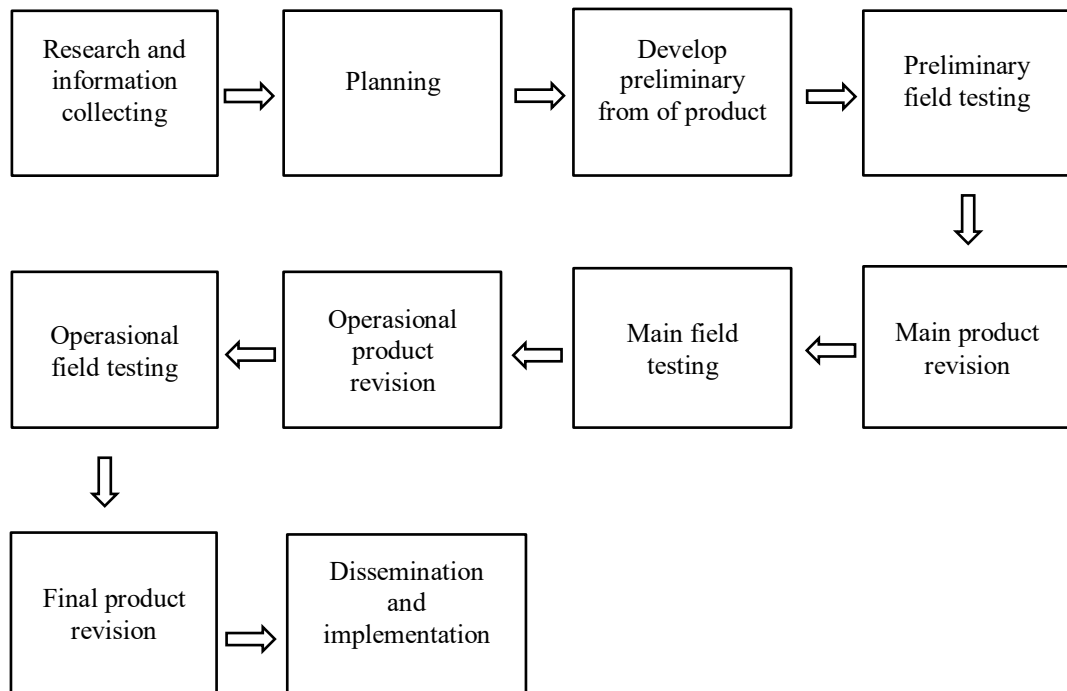 Research and
information
collecting
Planning
Develop
preliminary
from of product
Preliminary
field testing
Main product
revision
Main field
testing
Operasional
product
revision
Operasional
field testing
Final product
revision
Dissemination
and
implementation